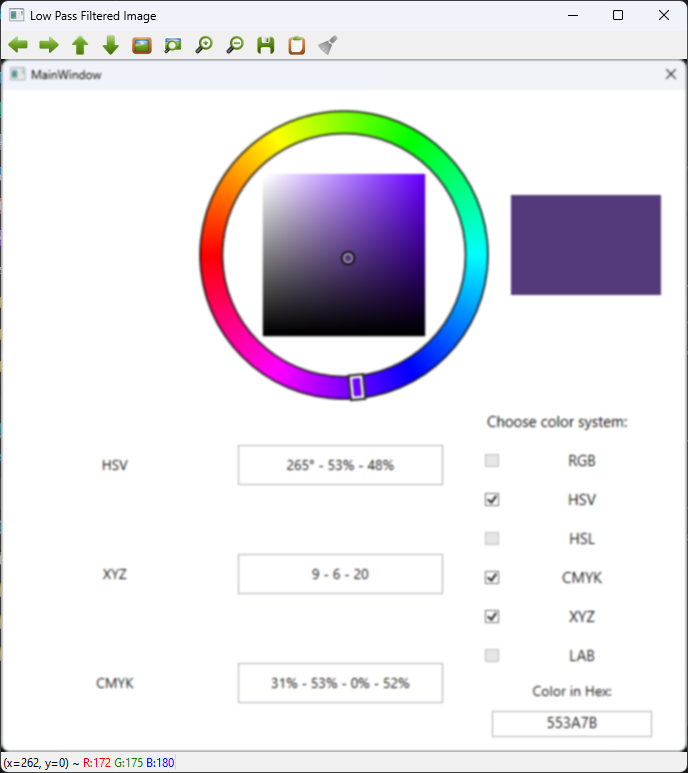 Low Pass Filtered Image
MainWindow
Choose color system:
HSV
265° - 53% - 48%
RGB
HSV
HSL
XYZ
9 - 6 - 20
CMYK
XYZ
LAB
CMYK
31% - 53% - 0% - 52%
Color in Hex:
553A7B
(x=262, y=0) ~ R:172 G:175 B:180